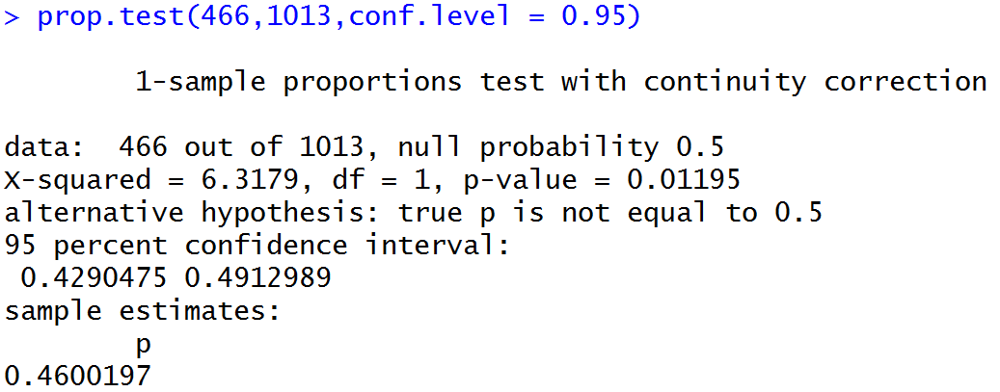 > prop.test(466,1013,conf.level = 0.95)
1-sample proportions test with continuity correction
data:  466 out of 1013, null probability 0.5
X-squared = 6.3179, df = 1, p-value = 0.01195
alternative hypothesis: true p is not equal to 0.5
95 percent confidence interval:
0.4290475 0.4912989
sample estimates:
p
0.4600197